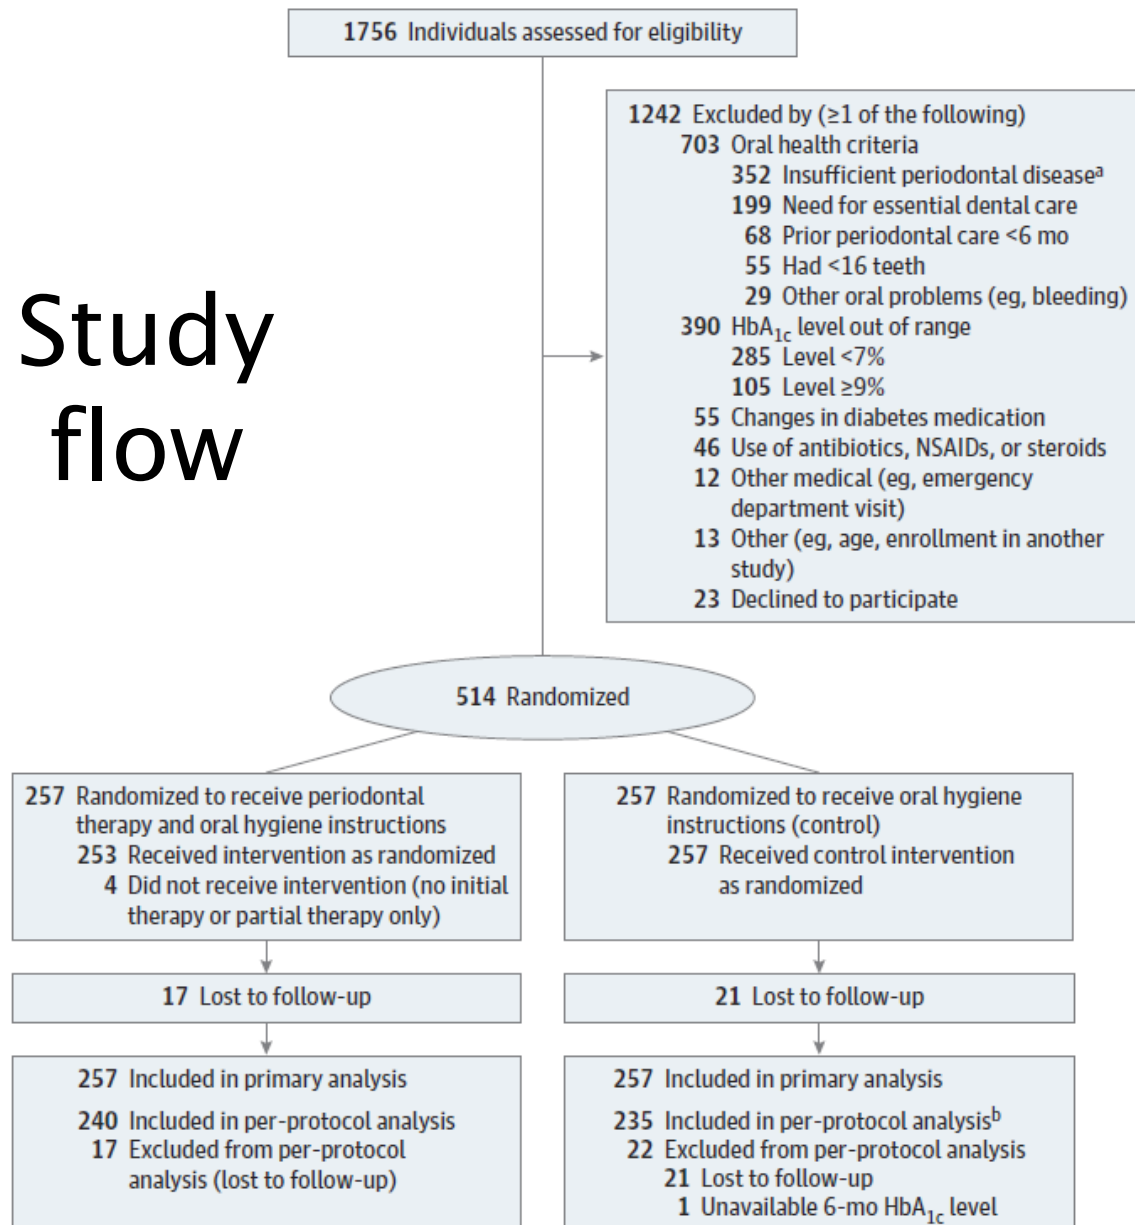 1756 Individuals assessed for eligibility
1242 Excluded by (≥1 of the following)
703 Oral health criteria
352 Insufficient periodontal diseaseᵃ
199 Need for essential dental care
68 Prior periodontal care <6 mo
55 Had <16 teeth
29 Other oral problems (eg, bleeding)
390 HbA1c level out of range
285 Level <7%
105 Level ≥9%
55 Changes in diabetes medication
46 Use of antibiotics, NSAIDs, or steroids
12 Other medical (eg, emergency
department visit)
13 Other (eg, age, enrollment in another
study)
23 Declined to participate
Study
flow
514 Randomized
257 Randomized to receive periodontal
therapy and oral hygiene instructions
253 Received intervention as randomized
4 Did not receive intervention (no initial
therapy or partial therapy only)
257 Randomized to receive oral hygiene
instructions (control)
257 Received control intervention
as randomized
17 Lost to follow-up
21 Lost to follow-up
257 Included in primary analysis
240 Included in per-protocol analysis
17 Excluded from per-protocol
analysis (lost to follow-up)
257 Included in primary analysis
235 Included in per-protocol analysisᵇ
22 Excluded from per-protocol analysis
21 Lost to follow-up
1 Unavailable 6-mo HbA1c level